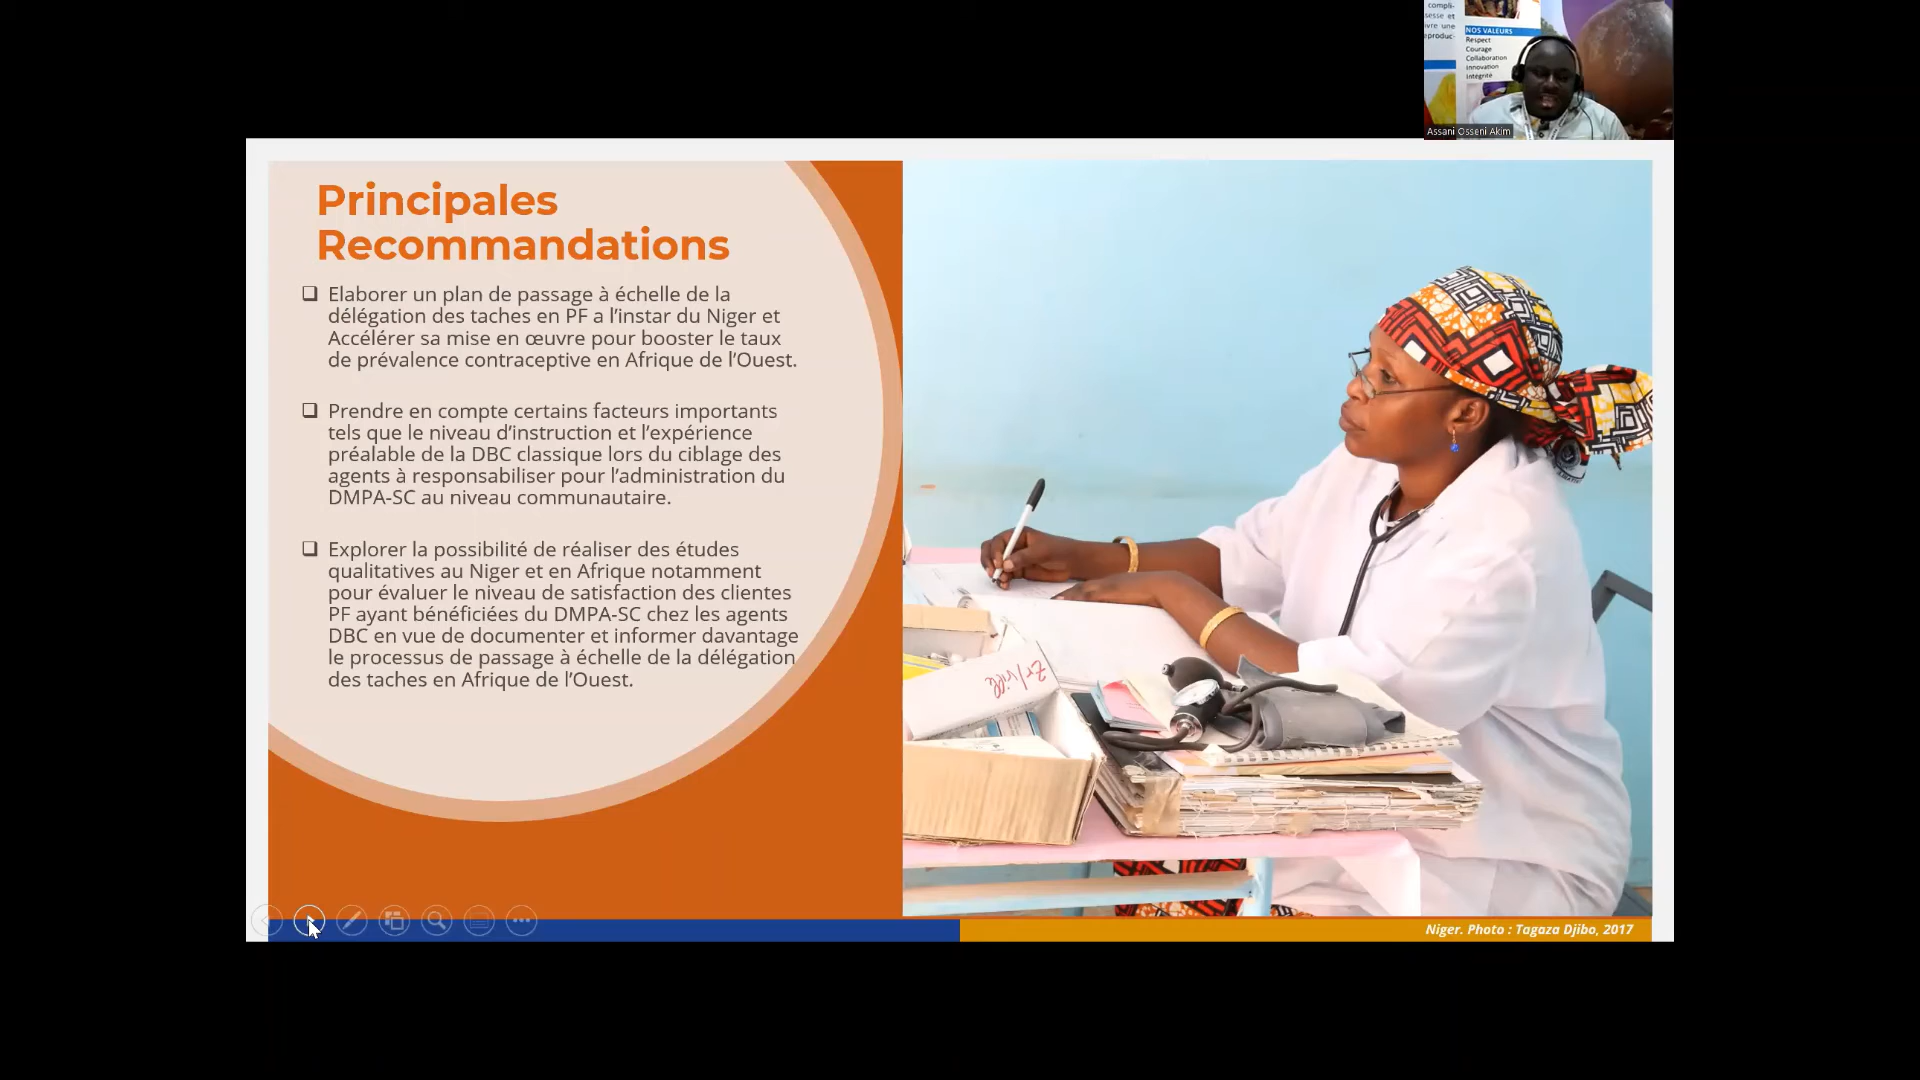 compli-
sesse et
ivre une
eproduc-
NOS VALEURS
Respect
Courage
Collaboration
Innovation
Intégrité
Assani Osseni Akim
Principales
Recommandations
❑ Elaborer un plan de passage à échelle de la
délégation des taches en PF a l’instar du Niger et
Accélérer sa mise en œuvre pour booster le taux
de prévalence contraceptive en Afrique de l’Ouest.
❑ Prendre en compte certains facteurs importants
tels que le niveau d’instruction et l’expérience
préalable de la DBC classique lors du ciblage des
agents à responsabiliser pour l’administration du
DMPA-SC au niveau communautaire.
❑ Explorer la possibilité de réaliser des études
qualitatives au Niger et en Afrique notamment
pour évaluer le niveau de satisfaction des clientes
PF ayant bénéficiées du DMPA-SC chez les agents
DBC en vue de documenter et informer davantage
le processus de passage à échelle de la délégation
des taches en Afrique de l’Ouest.
Niger. Photo : Tagaza Djibo, 2017